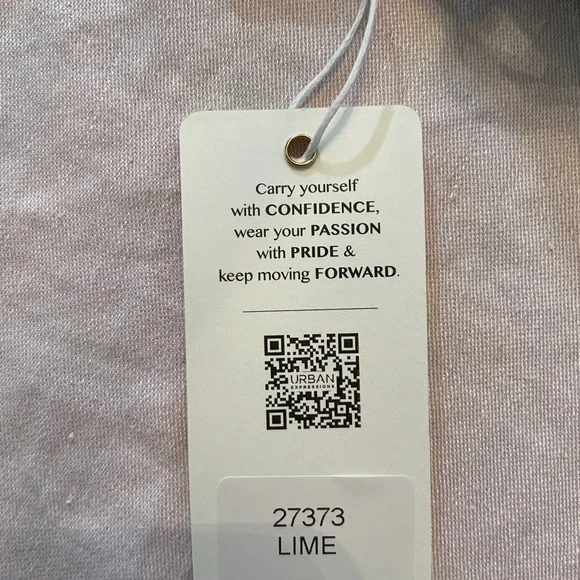 Carry yourself
with CONFIDENCE,
wear your PASSION
with PRIDE &
keep moving FORWARD.
URBAN
EXPRESSIONS
27373
LIME